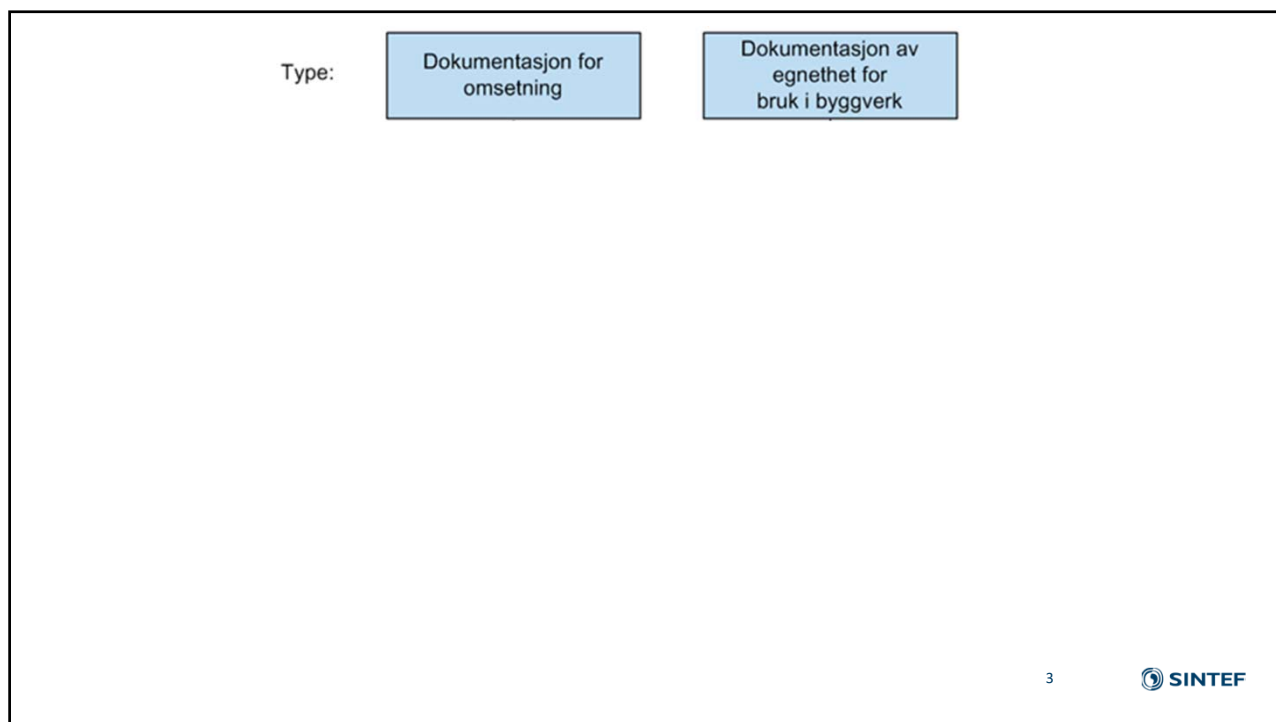 Type:
Dokumentasjon for
omsetning
Dokumentasjon av
egnethet for
bruk i byggverk
3
SINTEF